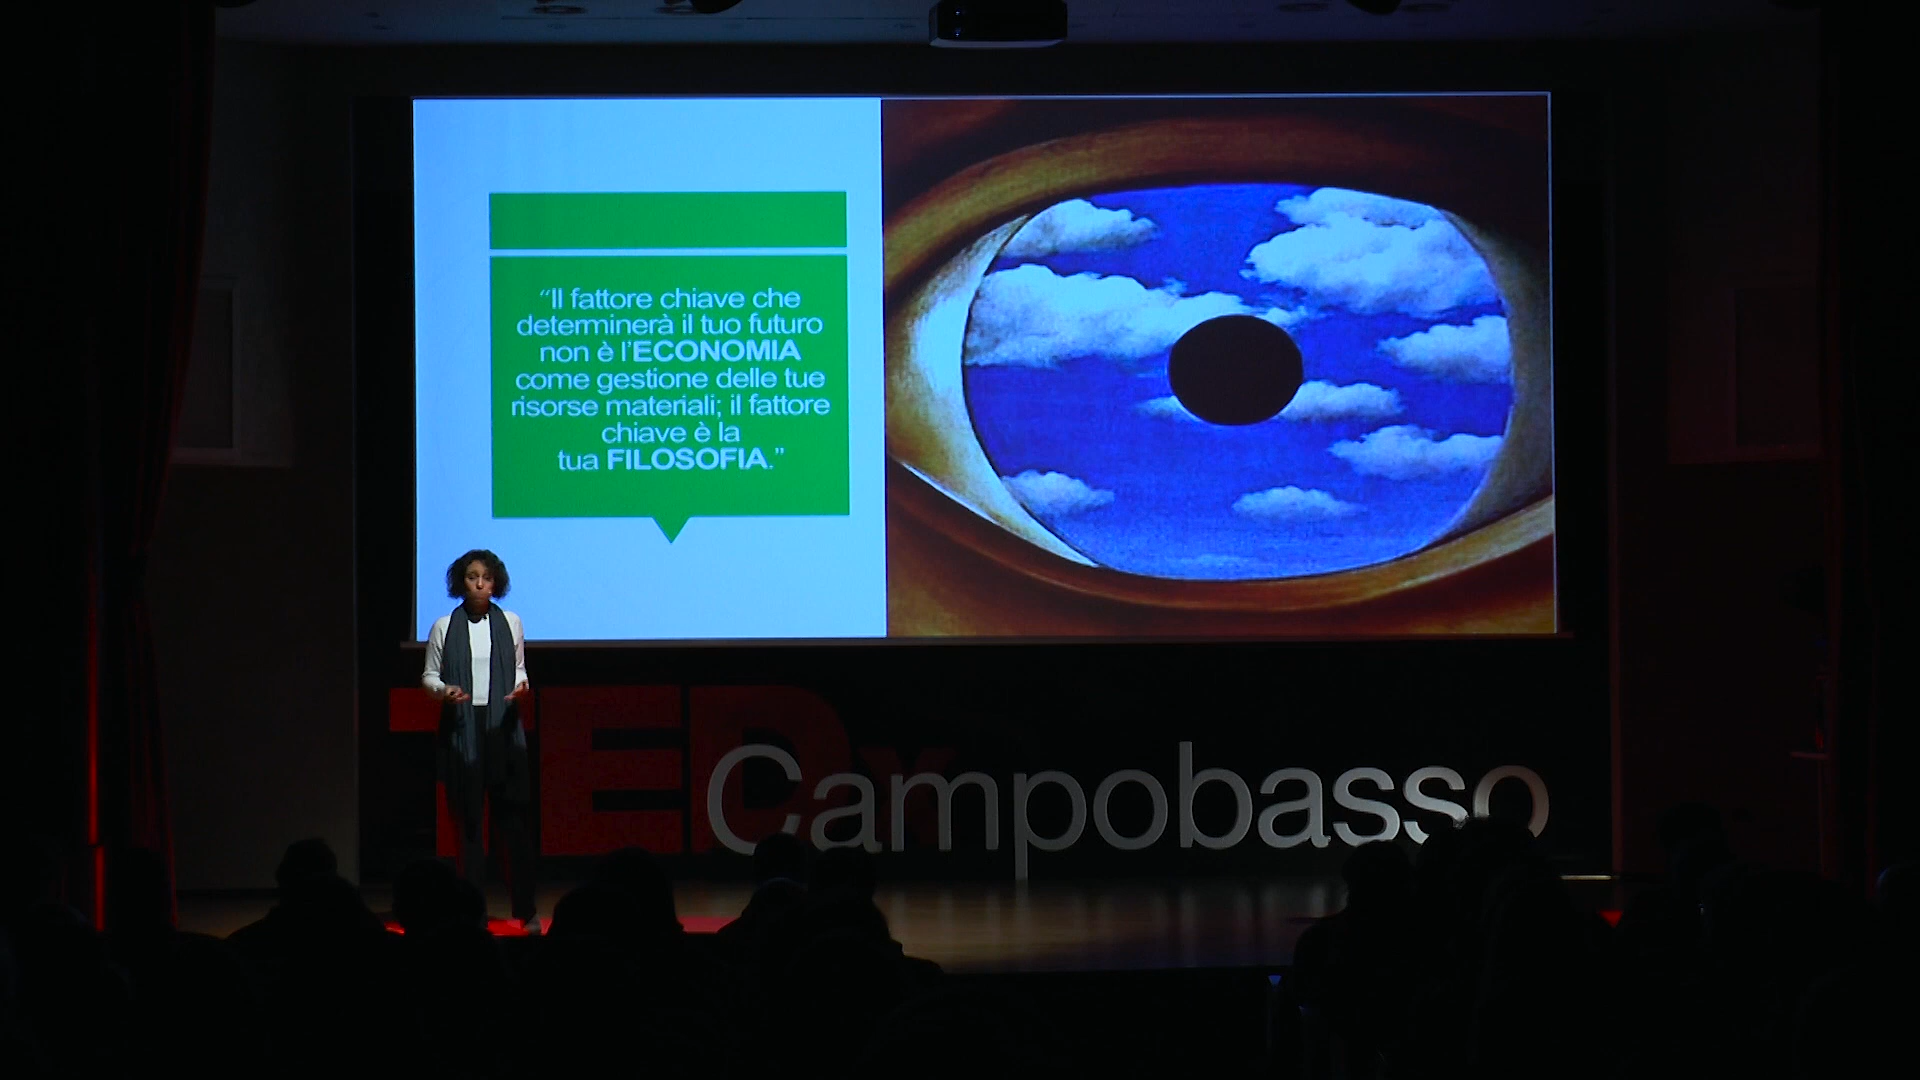 “Il fattore chiave che
determinerà il tuo futuro
non è l’ECONOMIA
come gestione delle tue
risorse materiali; il fattore
chiave è la
tua FILOSOFIA.”
TEDx
Campobasso